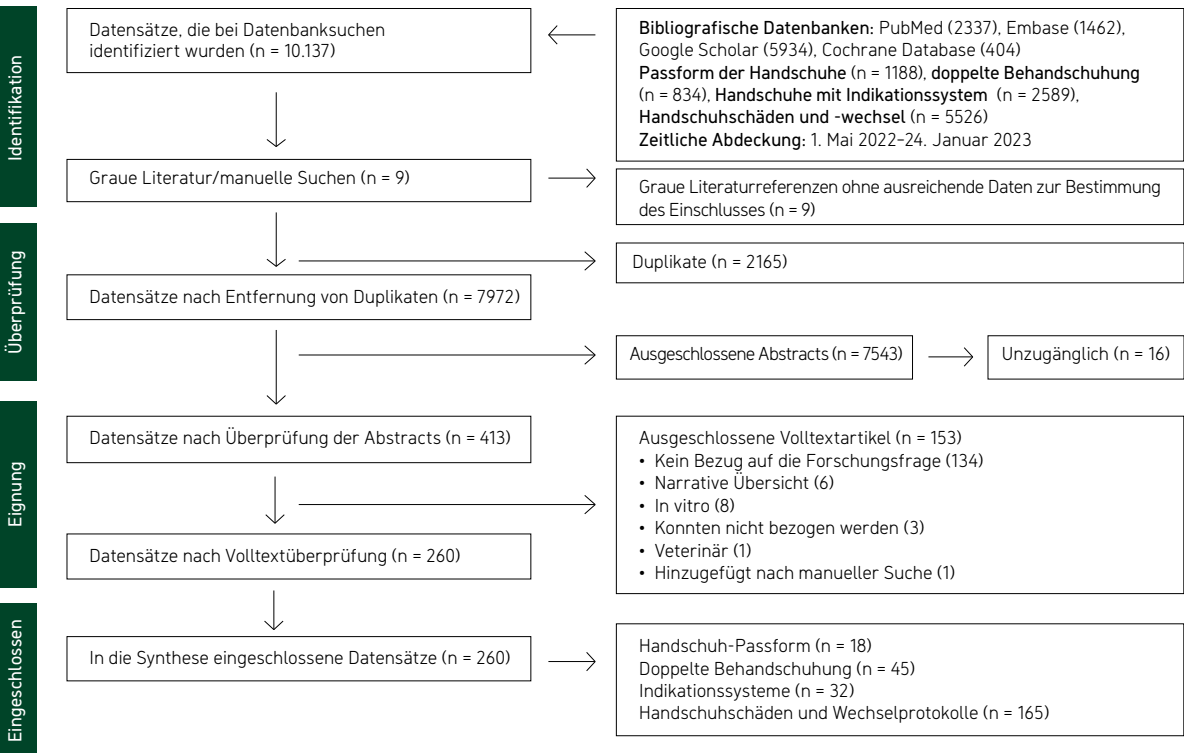 Identifikation
Datensätze, die bei Datenbanksuchen
identifiziert wurden (n = 10.137)
Bibliografische Datenbanken: PubMed (2337), Embase (1462),
Google Scholar (5934), Cochrane Database (404)
Passform der Handschuhe (n = 1188), doppelte Behandschuhung
(n = 834), Handschuhe mit Indikationssystem (n = 2589),
Handschuhschäden und -wechsel (n = 5526)
Zeitliche Abdeckung: 1. Mai 2022–24. Januar 2023
Graue Literatur/manuelle Suchen (n = 9)
Graue Literaturreferenzen ohne ausreichende Daten zur Bestimmung
des Einschlusses (n = 9)
Überprüfung
Duplikate (n = 2165)
Datensätze nach Entfernung von Duplikaten (n = 7972)
Ausgeschlossene Abstracts (n = 7543)
Unzugänglich (n = 16)
Eignung
Datensätze nach Überprüfung der Abstracts (n = 413)
Ausgeschlossene Volltextartikel (n = 153)
• Kein Bezug auf die Forschungsfrage (134)
• Narrative Übersicht (6)
• In vitro (8)
• Konnten nicht bezogen werden (3)
• Veterinär (1)
• Hinzugefügt nach manueller Suche (1)
Datensätze nach Volltextüberprüfung (n = 260)
Eingeschlossen
In die Synthese eingeschlossene Datensätze (n = 260)
Handschuh-Passform (n = 18)
Doppelte Behandschuhung (n = 45)
Indikationssysteme (n = 32)
Handschuhschäden und Wechselprotokolle (n = 165)